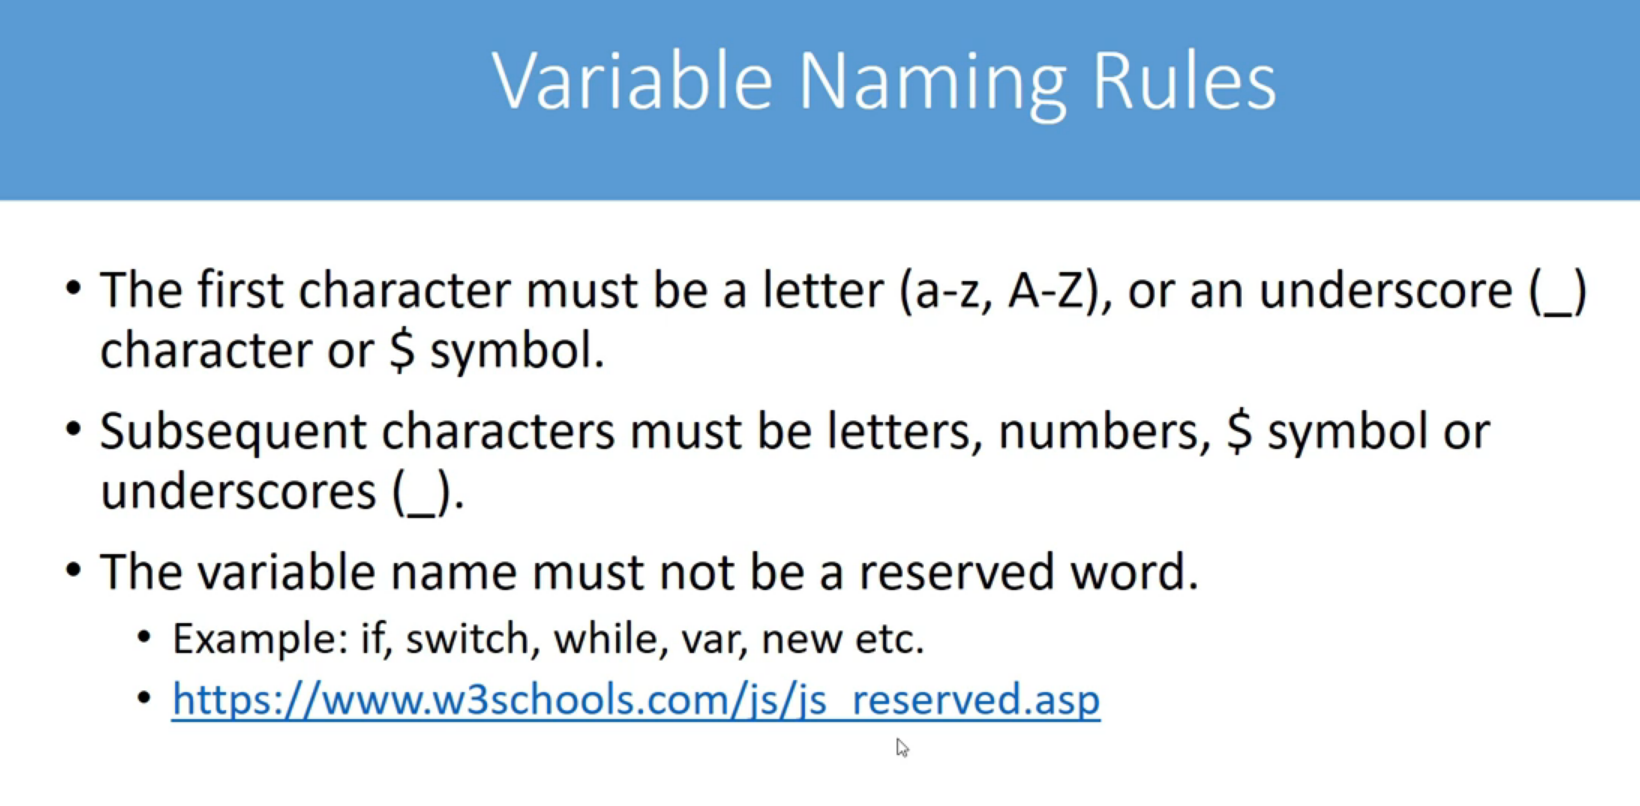 Variable Naming Rules
• The first character must be a letter (a-z, A-Z), or an underscore (_)
character or $ symbol.
• Subsequent characters must be letters, numbers, $ symbol or
underscores (_).
• The variable name must not be a reserved word.
• Example: if, switch, while, var, new etc.
• https://www.w3schools.com/js/js_reserved.asp